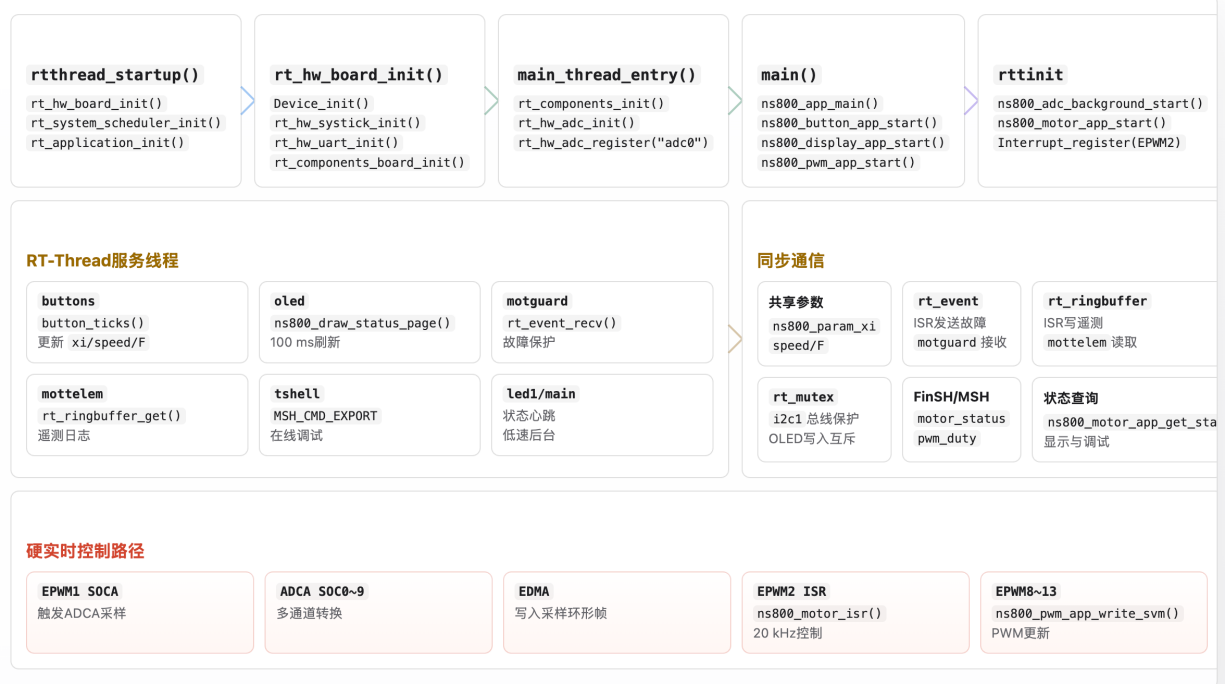 rtthread_startup()
rt_hw_board_init()
rt_system_scheduler_init()
rt_application_init()
rt_hw_board_init()
Device_init()
rt_hw_systick_init()
rt_hw_uart_init()
rt_components_board_init()
main_thread_entry()
rt_components_init()
rt_hw_adc_init()
rt_hw_adc_register("adc0")
main()
ns800_app_main()
ns800_button_app_start()
ns800_display_app_start()
ns800_pwm_app_start()
rttinit
ns800_adc_background_start()
ns800_motor_app_start()
Interrupt_register(EPWM2)
RT-Thread服务线程
buttons
button_ticks()
更新 xi/speed/F
oled
ns800_draw_status_page()
100 ms刷新
motguard
rt_event_recv()
故障保护
mottelem
rt_ringbuffer_get()
遥测日志
tshell
MSH_CMD_EXPORT
在线调试
led1/main
状态心跳
低速后台
同步通信
共享参数
ns800_param_xi
speed/F
rt_event
ISR发送故障
motguard 接收
rt_ringbuffer
ISR写遥测
mottelem 读取
rt_mutex
i2c1 总线保护
OLED写入互斥
FinSH/MSH
motor_status
pwm_duty
状态查询
ns800_motor_app_get_sta
显示与调试
硬实时控制路径
EPWM1 SOCA
触发ADCA采样
ADCA SOC0~9
多通道转换
EDMA
写入采样环形帧
EPWM2 ISR
ns800_motor_isr()
20 kHz控制
EPWM8~13
ns800_pwm_app_write_svm()
PWM更新